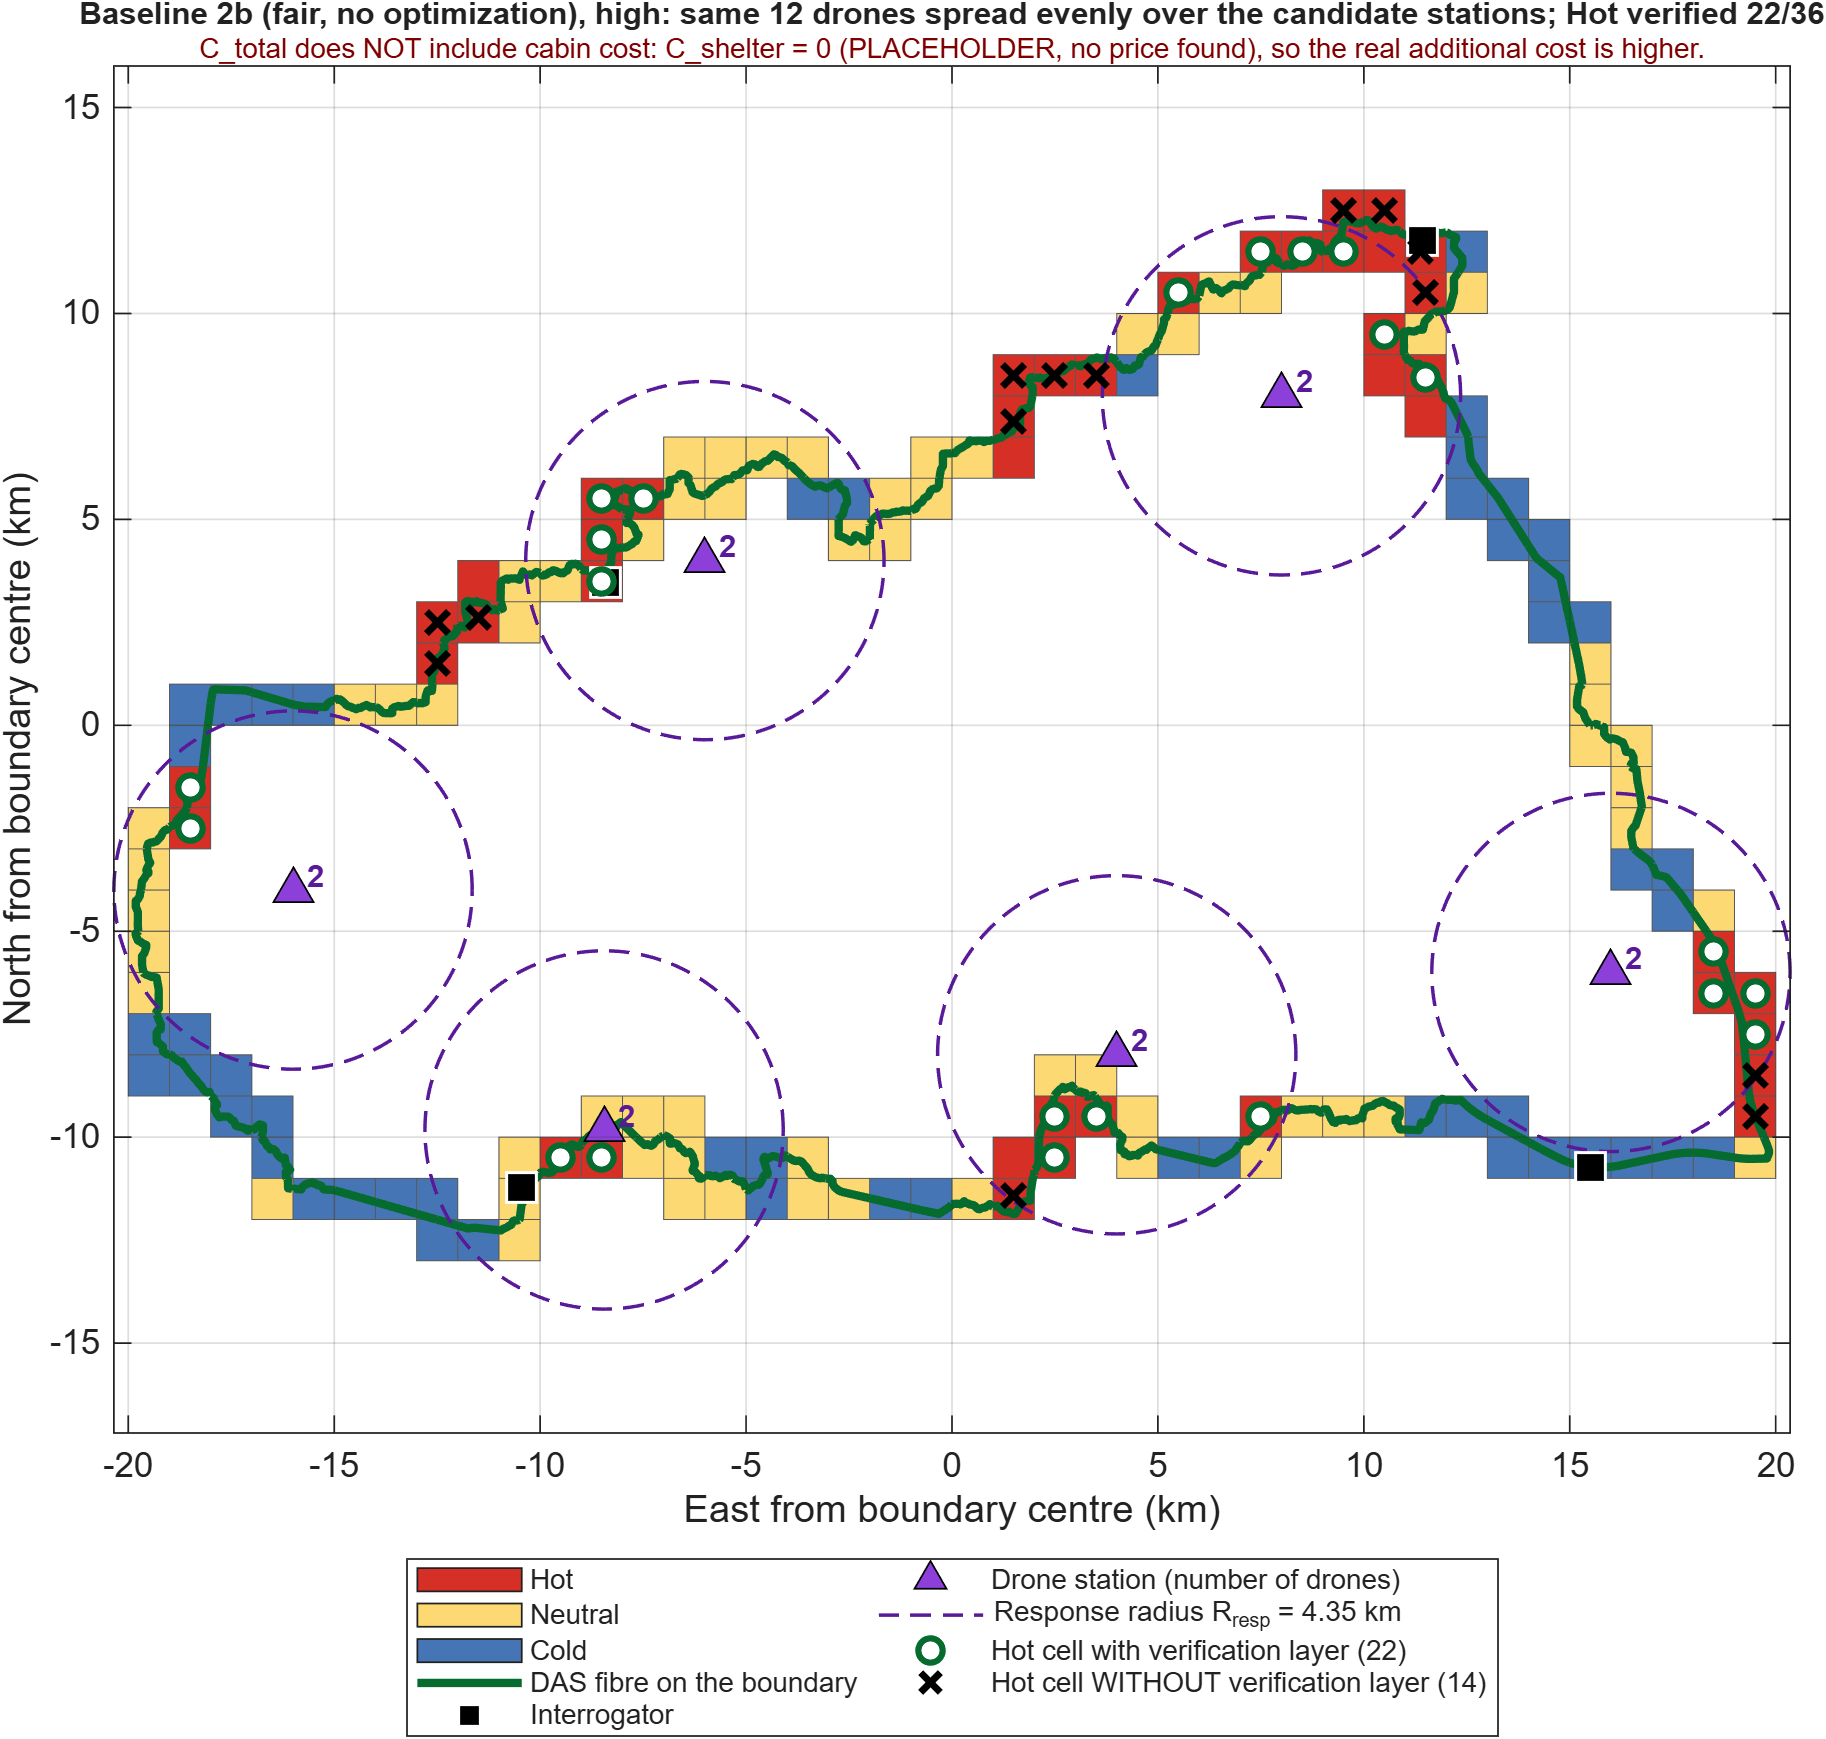 Baseline 2b (fair, no optimization), high: same 12 drones spread evenly over the candidate stations; Hot verified 22/36
C_total does NOT include cabin cost: C_shelter = 0 (PLACEHOLDER, no price found), so the real additional cost is higher.
15
10
5
0
-5
-10
-15
North from boundary centre (km)
2
2
2
2
2
2
-20
-15
-10
-5
0
5
10
15
20
East from boundary centre (km)
Hot
Neutral
Cold
DAS fibre on the boundary
Interrogator
Drone station (number of drones)
Response radius Rresp = 4.35 km
Hot cell with verification layer (22)
Hot cell WITHOUT verification layer (14)